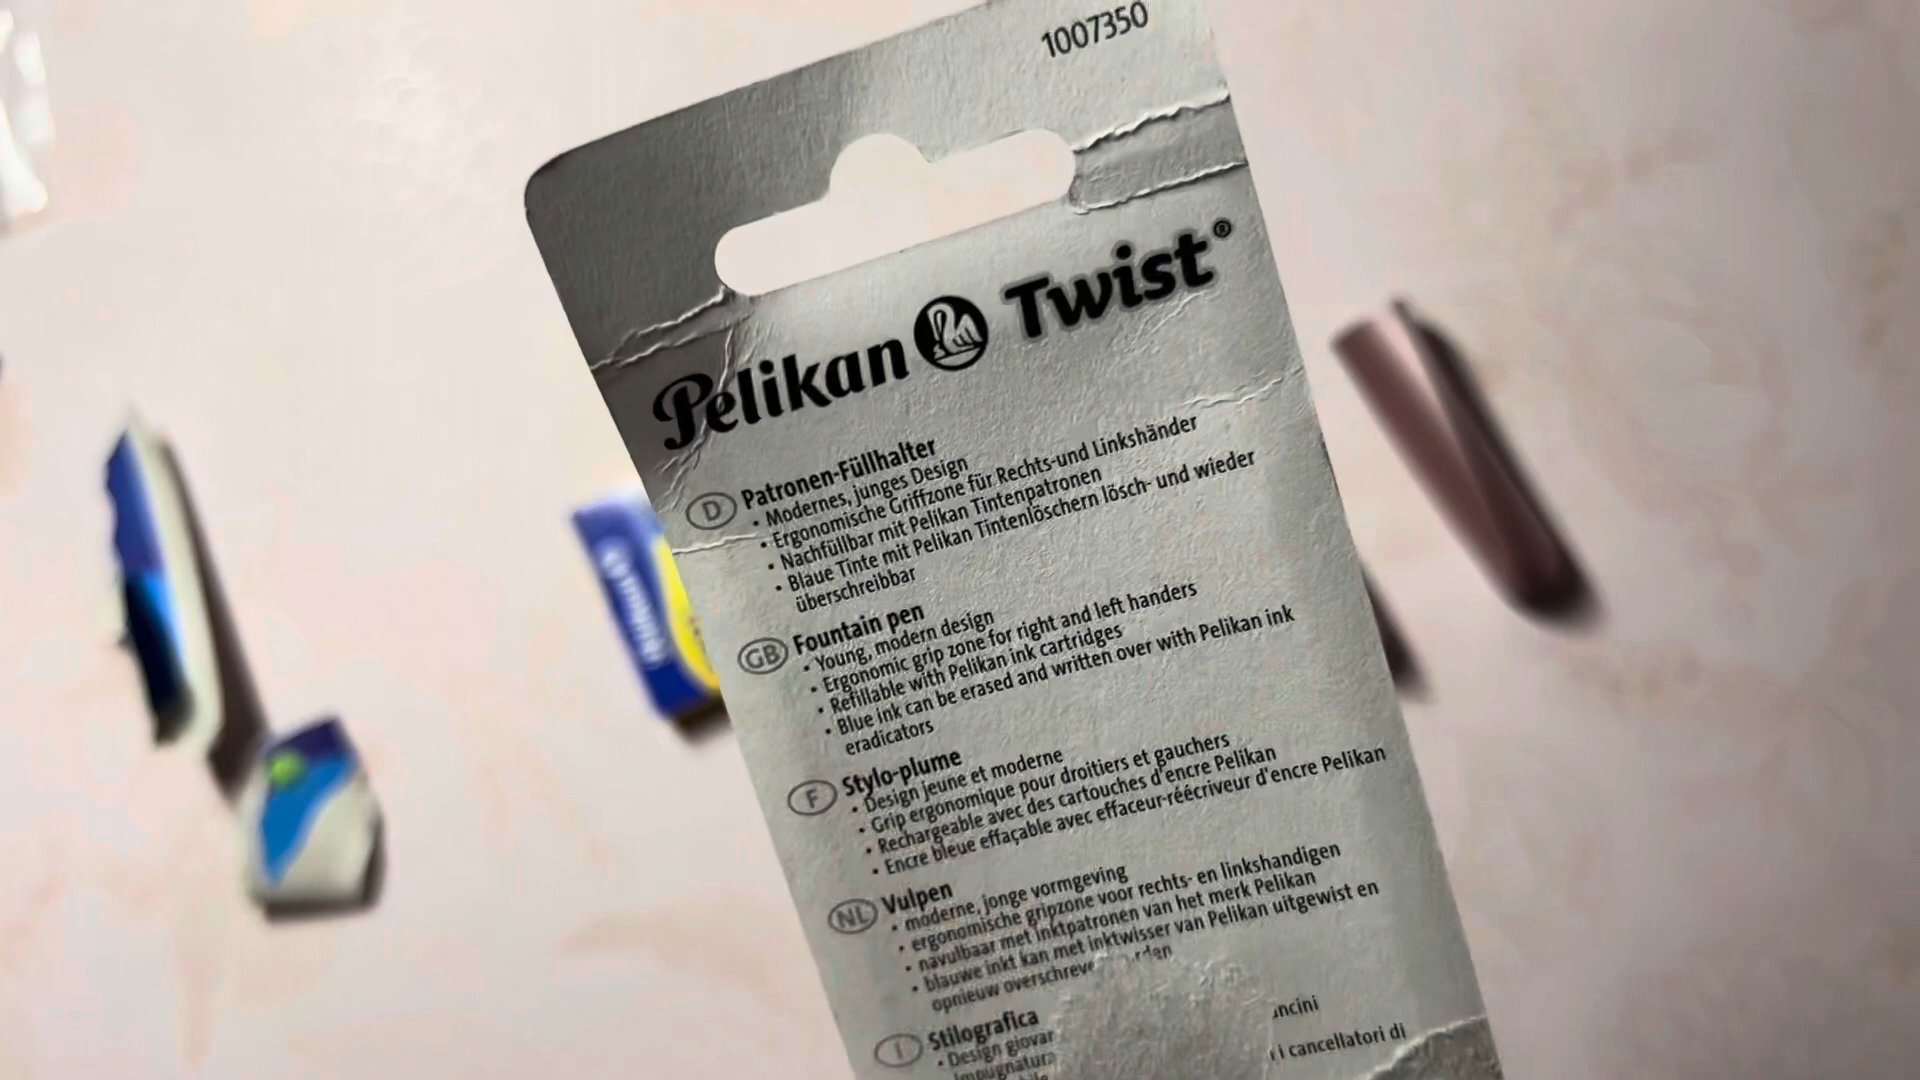 1007350
Pelikan Twist®
D Patronen-Füllhalter
• Modernes, junges Design
• Ergonomische Griffzone für Rechts-und Linkshänder
• Nachfüllbar mit Pelikan Tintenpatronen
• Blaue Tinte mit Pelikan Tintenlöschern lösch- und wieder
überschreibbar
GB Fountain pen
• Young, modern design
• Ergonomic grip zone for right and left handers
• Refillable with Pelikan ink cartridges
• Blue ink can be erased and written over with Pelikan ink
eradicators
F Stylo-plume
• Design jeune et moderne
• Grip ergonomique pour droitiers et gauchers
• Rechargeable avec des cartouches d'encre Pelikan
• Encre bleue effaçable avec effaceur-réécriveur d'encre Pelikan
NL Vulpen
• moderne, jonge vormgeving
• ergonomische gripzone voor rechts- en linkshandigen
• navulbaar met inktpatronen van het merk Pelikan
• blauwe inkt kan met inktwisser van Pelikan uitgewist en
opnieuw
I Stilografica
• Design
i cancellatori di